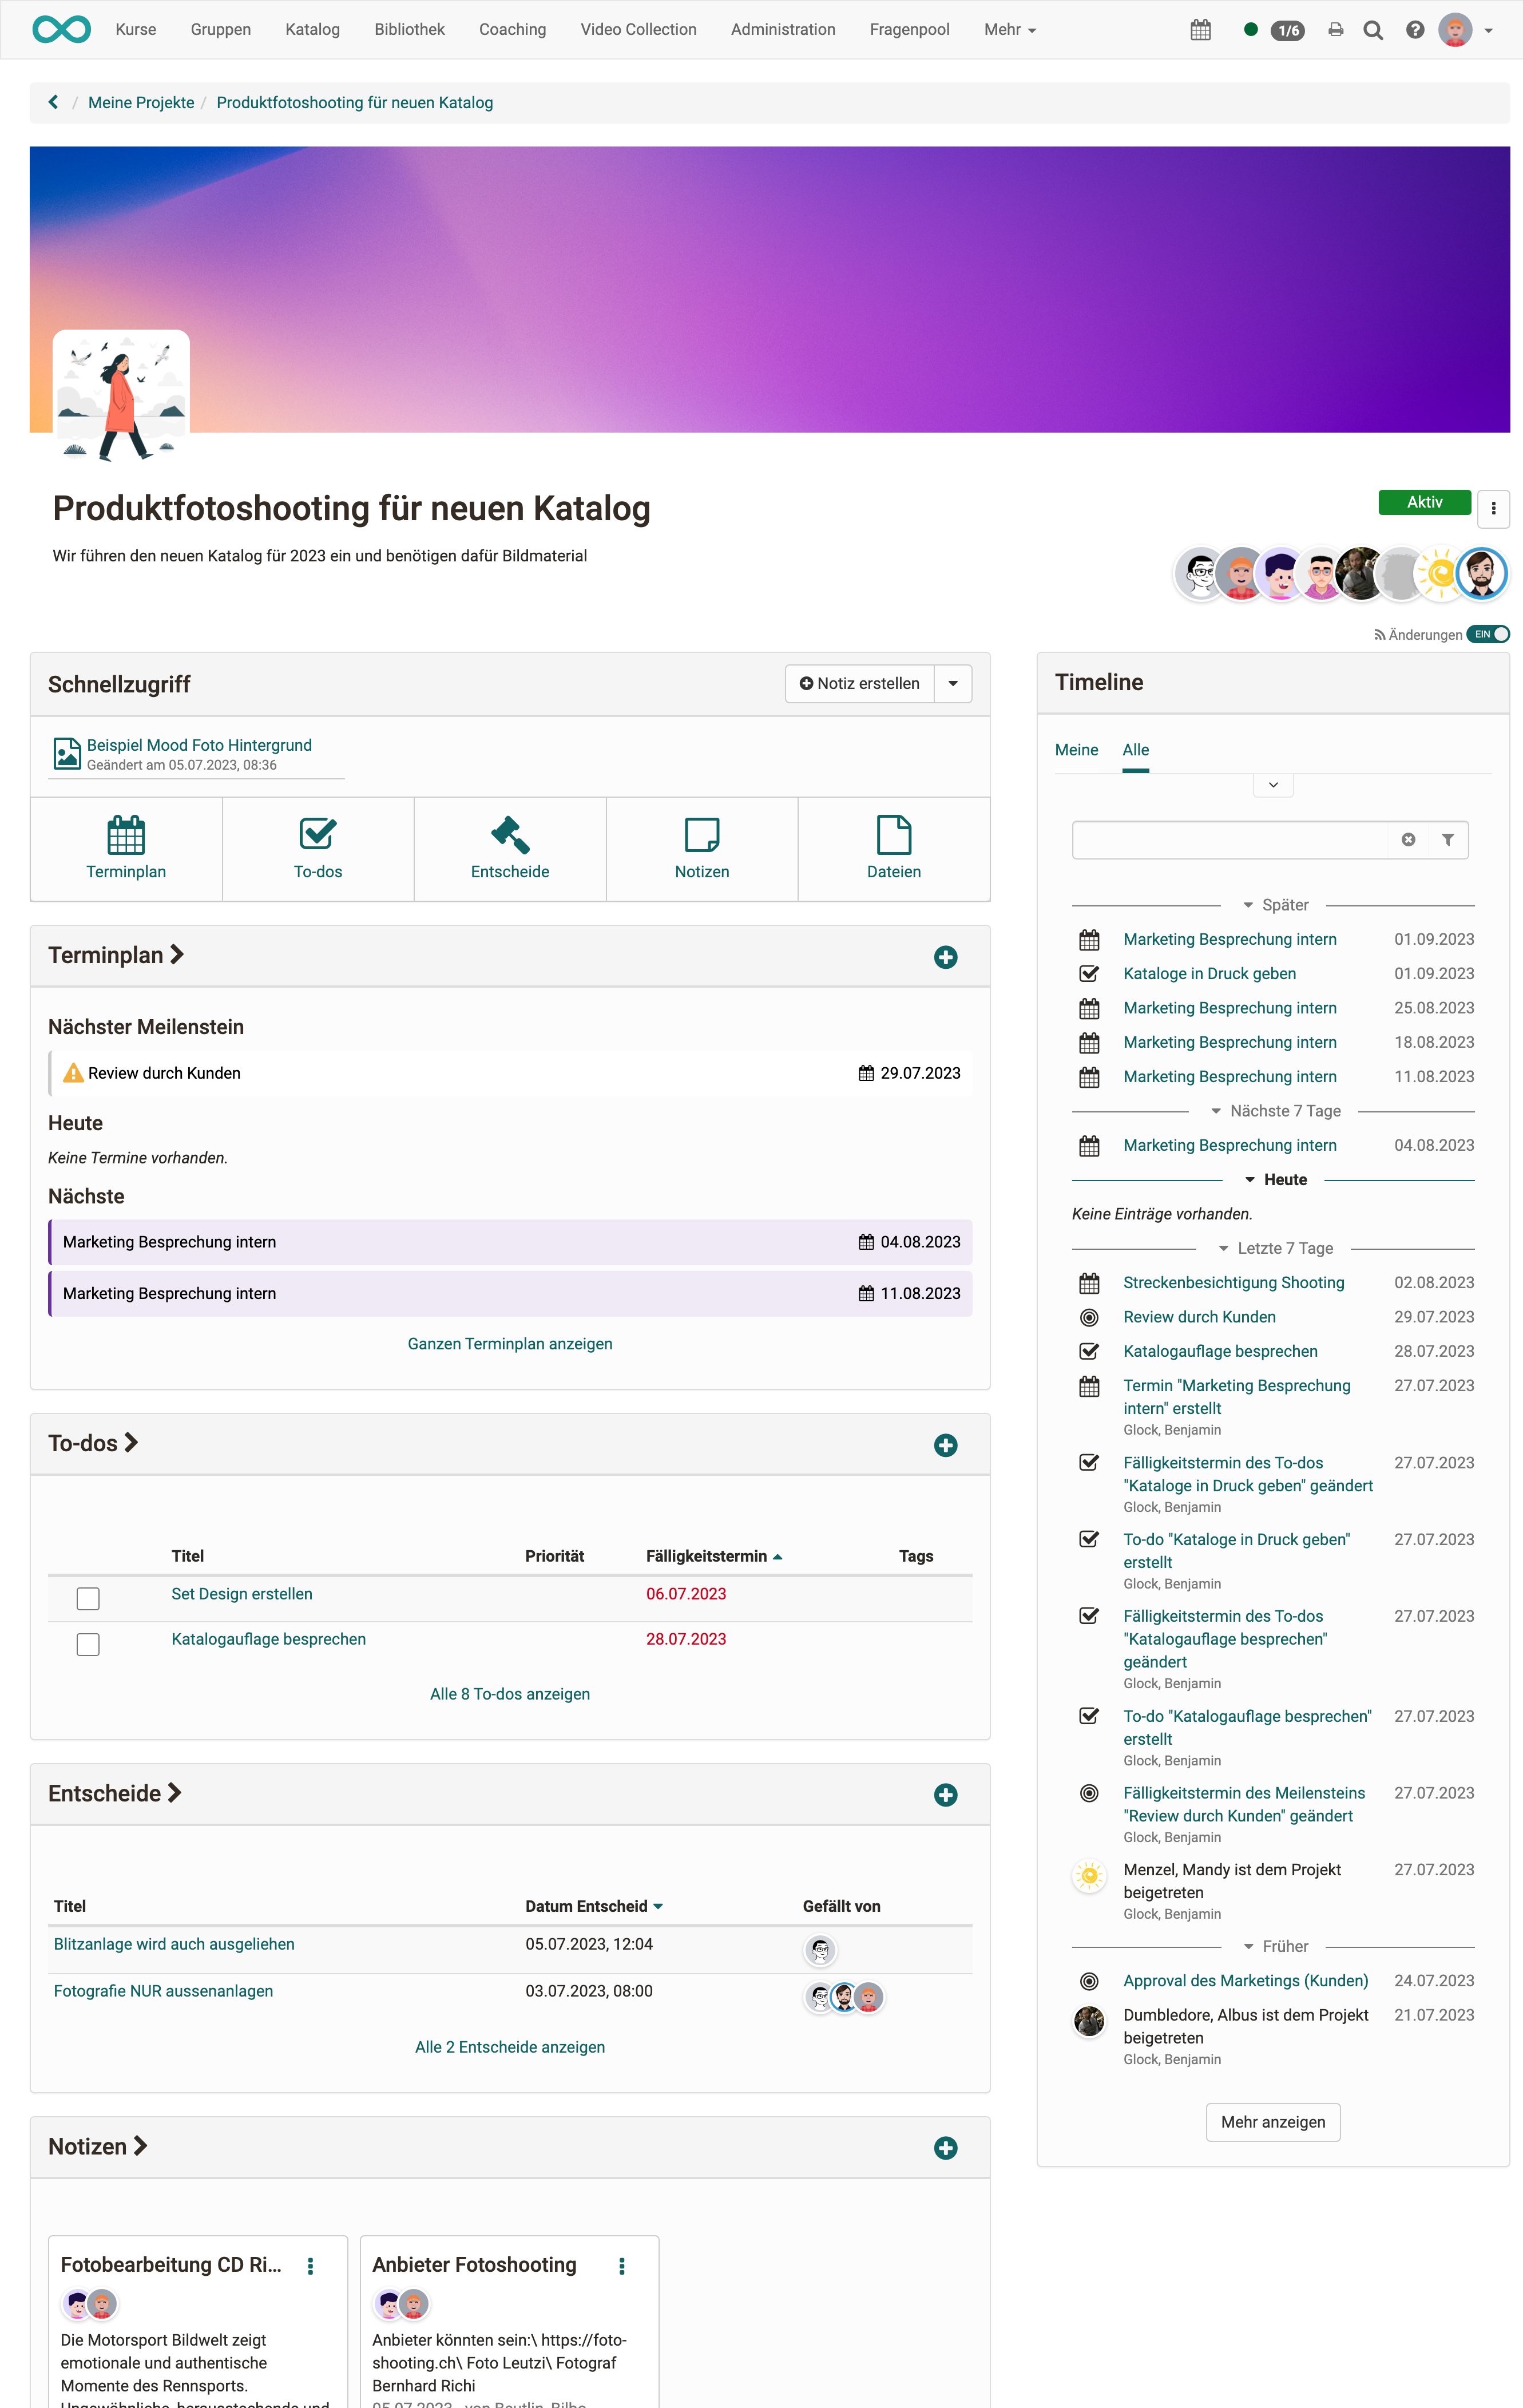 Kurse Gruppen Katalog Bibliothek Coaching Video Collection Administration Fragenpool Mehr 1/6
/ Meine Projekte / Produktfotoshooting für neuen Katalog
Produktfotoshooting für neuen Katalog
Aktiv
Wir führen den neuen Katalog für 2023 ein und benötigen dafür Bildmaterial
Änderungen EIN
Schnellzugriff
Notiz erstellen
Beispiel Mood Foto Hintergrund
Geändert am 05.07.2023, 08:36
Terminplan To-dos Entscheide Notizen Dateien
Terminplan
Nächster Meilenstein
Review durch Kunden 29.07.2023
Heute
Keine Termine vorhanden.
Nächste
Marketing Besprechung intern 04.08.2023
Marketing Besprechung intern 11.08.2023
Ganzen Terminplan anzeigen
To-dos
Titel Priorität Fälligkeitstermin Tags
Set Design erstellen 06.07.2023
Katalogauflage besprechen 28.07.2023
Alle 8 To-dos anzeigen
Entscheide
Titel Datum Entscheid Gefällt von
Blitzanlage wird auch ausgeliehen 05.07.2023, 12:04
Fotografie NUR aussenanlagen 03.07.2023, 08:00
Alle 2 Entscheide anzeigen
Notizen
Fotobearbeitung CD Ri...
Die Motorsport Bildwelt zeigt
emotionale und authentische
Momente des Rennsports.
Ungewöhnliche, herausstechende und
Anbieter Fotoshooting
Anbieter könnten sein:\ https://foto-
shooting.ch\ Foto Leutzi\ Fotograf
Bernhard Richi
05.07.2023 - von Beutlin, Bilbo
Timeline
Meine Alle
Später
Marketing Besprechung intern 01.09.2023
Kataloge in Druck geben 01.09.2023
Marketing Besprechung intern 25.08.2023
Marketing Besprechung intern 18.08.2023
Marketing Besprechung intern 11.08.2023
Nächste 7 Tage
Marketing Besprechung intern 04.08.2023
Heute
Keine Einträge vorhanden.
Letzte 7 Tage
Streckenbesichtigung Shooting 02.08.2023
Review durch Kunden 29.07.2023
Katalogauflage besprechen 28.07.2023
Termin "Marketing Besprechung 27.07.2023
intern" erstellt
Glock, Benjamin
Fälligkeitstermin des To-dos 27.07.2023
"Kataloge in Druck geben" geändert
Glock, Benjamin
To-do "Kataloge in Druck geben" 27.07.2023
erstellt
Glock, Benjamin
Fälligkeitstermin des To-dos 27.07.2023
"Katalogauflage besprechen"
geändert
Glock, Benjamin
To-do "Katalogauflage besprechen" 27.07.2023
erstellt
Glock, Benjamin
Fälligkeitstermin des Meilensteins 27.07.2023
"Review durch Kunden" geändert
Glock, Benjamin
Menzel, Mandy ist dem Projekt 27.07.2023
beigetreten
Glock, Benjamin
Früher
Approval des Marketings (Kunden) 24.07.2023
Dumbledore, Albus ist dem Projekt 21.07.2023
beigetreten
Glock, Benjamin
Mehr anzeigen